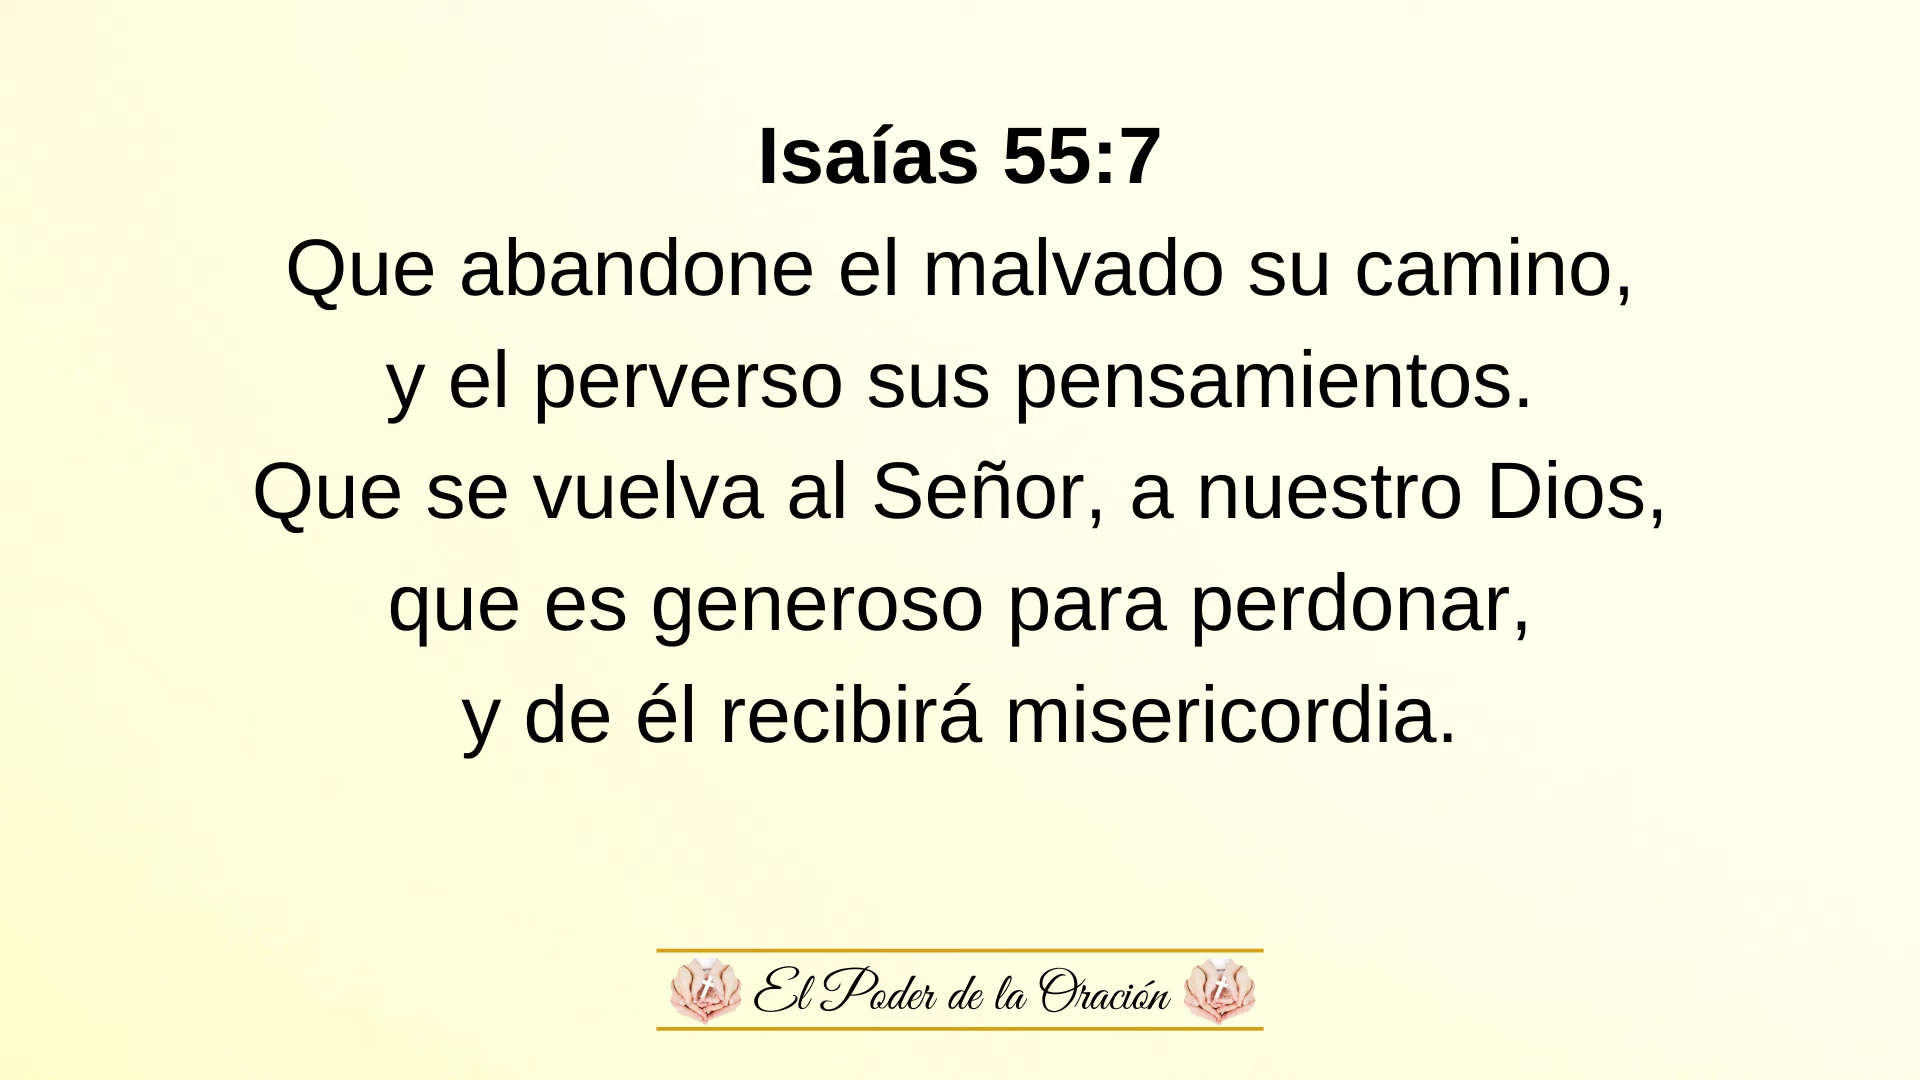 Isaías 55:7
Que abandone el malvado su camino,
y el perverso sus pensamientos.
Que se vuelva al Señor, a nuestro Dios,
que es generoso para perdonar,
y de él recibirá misericordia.
El Poder de la Oración